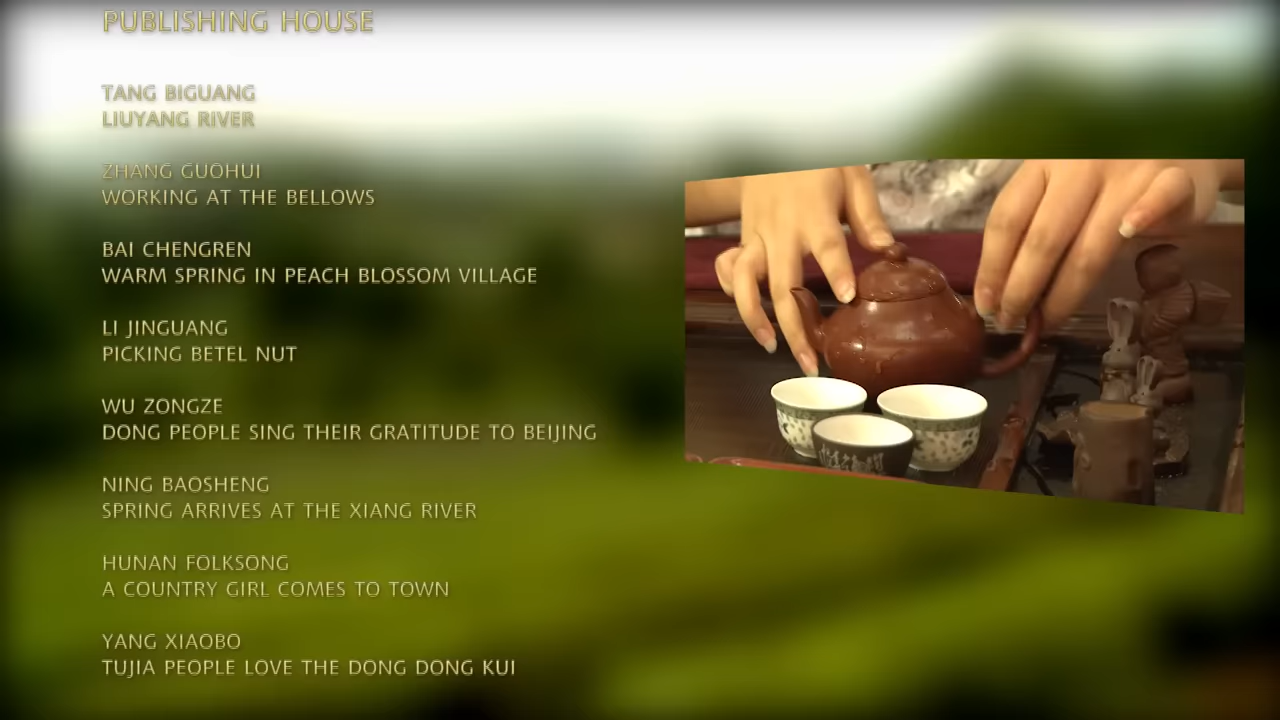 PUBLISHING HOUSE
TANG BIGUANG
LIUYANG RIVER
ZHANG GUOHUI
WORKING AT THE BELLOWS
BAI CHENGREN
WARM SPRING IN PEACH BLOSSOM VILLAGE
LI JINGUANG
PICKING BETEL NUT
WU ZONGZE
DONG PEOPLE SING THEIR GRATITUDE TO BEIJING
NING BAOSHENG
SPRING ARRIVES AT THE XIANG RIVER
HUNAN FOLKSONG
A COUNTRY GIRL COMES TO TOWN
YANG XIAOBO
TUJIA PEOPLE LOVE THE DONG DONG KUI